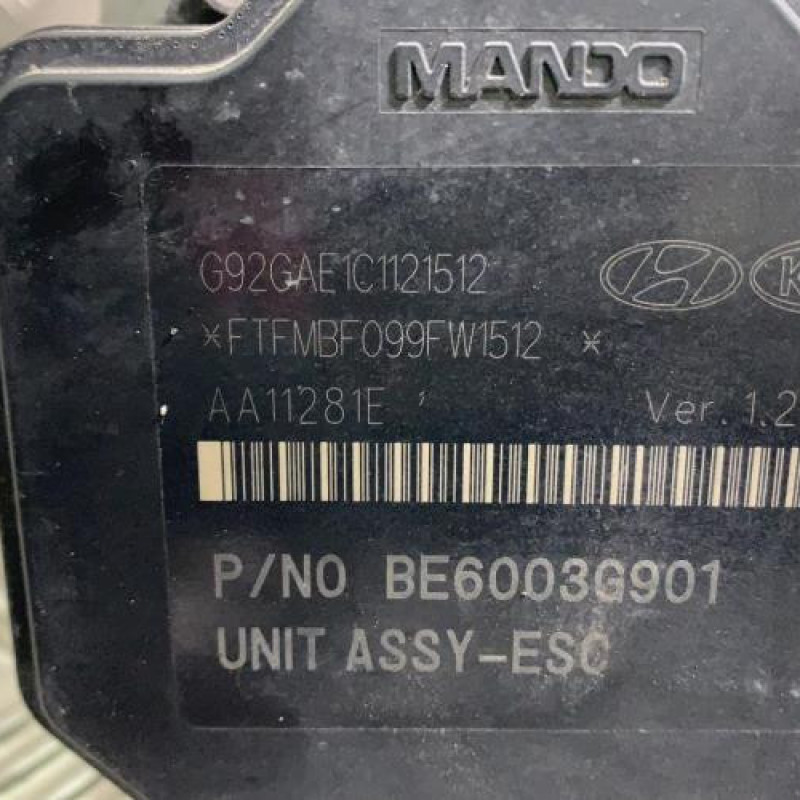 MANDO
G92GAE1C1121512
*FTFMBF099FW1512 *
AA11281E ' Ver. 1.2
P/NO BE6003G901
UNIT ASSY-ESC